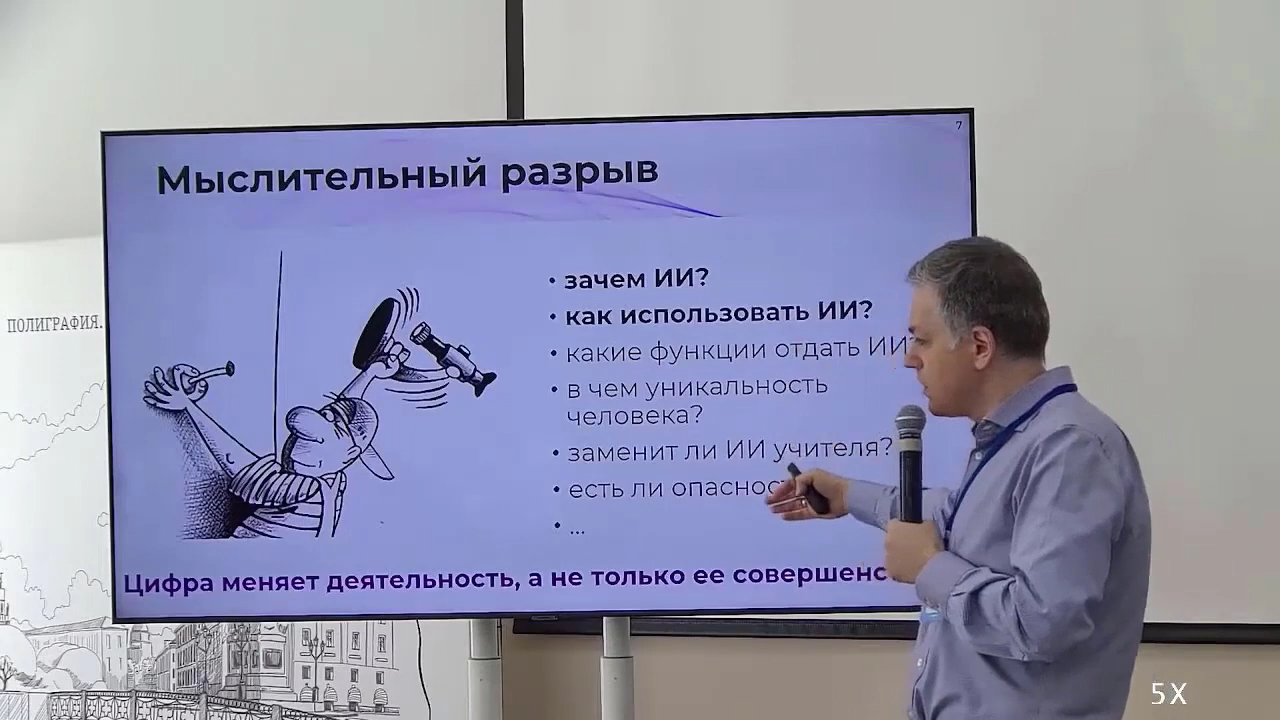 7
Мыслительный разрыв
• зачем ИИ?
• как использовать ИИ?
• какие функции отдать ИИ?
• в чем уникальность
человека?
• заменит ли ИИ учителя?
• есть ли
• ...
Цифра меняет деятельность, а не только ее
ПОЛИГРАФИЯ.
5X